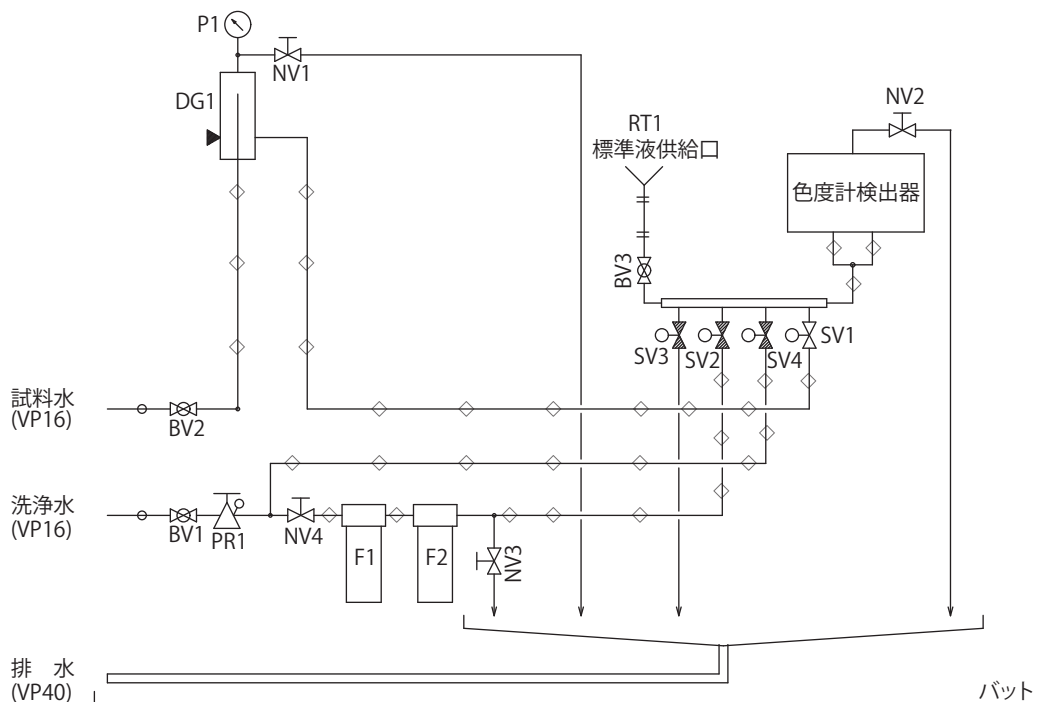 P1
NV1
DG1
NV2
RT1
標準液供給口
色度計検出器
BV3
SV3
SV2
SV4
SV1
試料水
(VP16)
BV2
洗浄水
(VP16)
BV1
PR1
NV4
F1
F2
NV3
排 水
(VP40)
バット